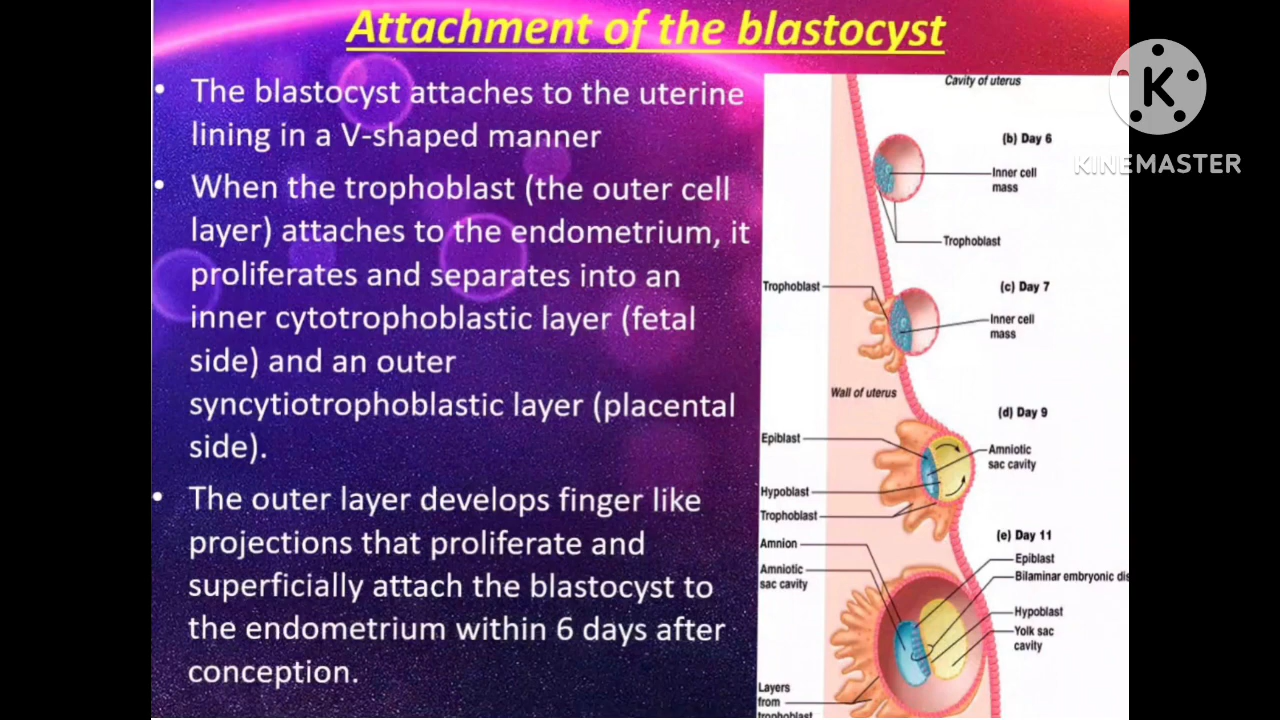 Attachment of the blastocyst
• The blastocyst attaches to the uterine
lining in a V-shaped manner
• When the trophoblast (the outer cell
layer) attaches to the endometrium, it
proliferates and separates into an
inner cytotrophoblastic layer (fetal
side) and an outer
syncytiotrophoblastic layer (placental
side).
• The outer layer develops finger like
projections that proliferate and
superficially attach the blastocyst to
the endometrium within 6 days after
conception.
Cavity of uterus
(b) Day 6
Inner cell
mass
Trophoblast
Trophoblast
(c) Day 7
Inner cell
mass
Wall of uterus
(d) Day 9
Epiblast
Amniotic
sac cavity
Hypoblast
Trophoblast
(e) Day 11
Amnion
Amniotic
sac cavity
Epiblast
Bilaminar embryonic dis
Hypoblast
Yolk sac
cavity
Layers
from
trophoblast
K
KINEMASTER